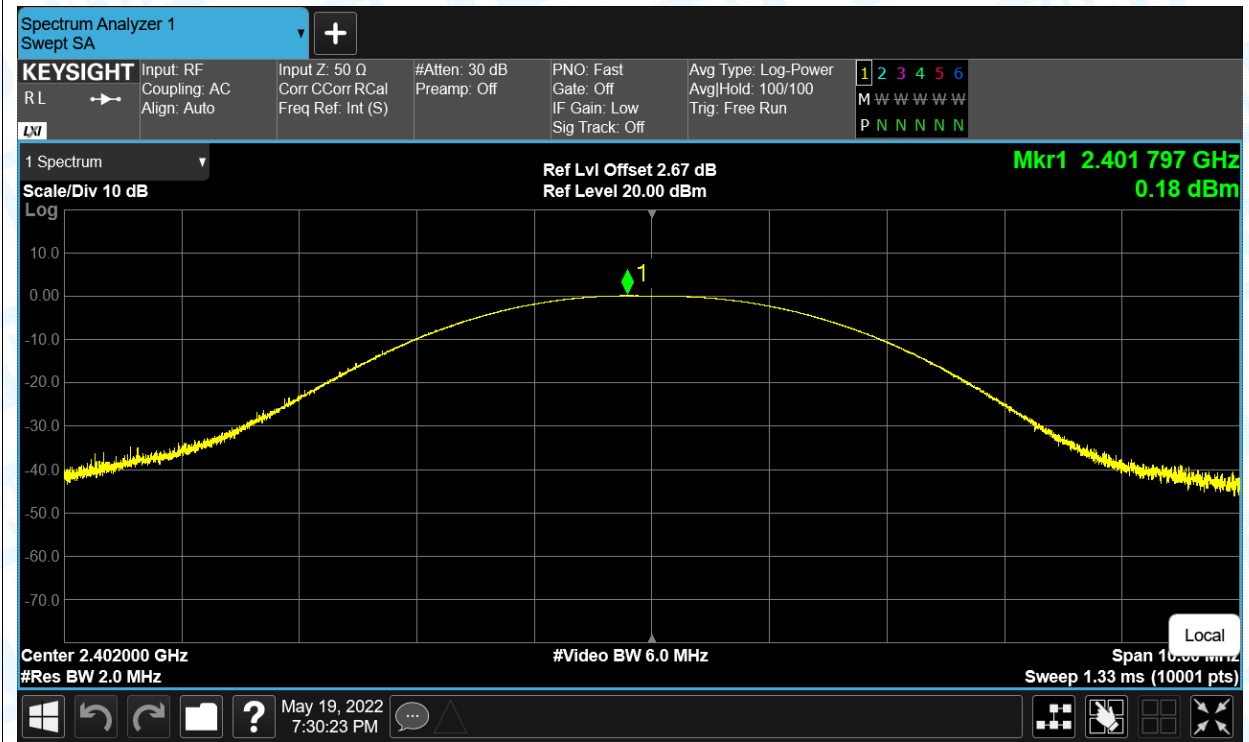 Spectrum Analyzer 1
Swept SA
KEYSIGHT
R L
LXI
Input: RF
Coupling: AC
Align: Auto
Input Z: 50 Ω
Corr CCorr RCal
Freq Ref: Int (S)
#Atten: 30 dB
Preamp: Off
PNO: Fast
Gate: Off
IF Gain: Low
Sig Track: Off
Avg Type: Log-Power
Avg|Hold: 100/100
Trig: Free Run
1 2 3 4 5 6
M W W W W W
P N N N N N
1 Spectrum
Scale/Div 10 dB
Log
Ref Lvl Offset 2.67 dB
Ref Level 20.00 dBm
Mkr1 2.401 797 GHz
0.18 dBm
1
10.0
0.00
-10.0
-20.0
-30.0
-40.0
-50.0
-60.0
-70.0
Local
Center 2.402000 GHz
#Video BW 6.0 MHz
Span 10.00 MHz
#Res BW 2.0 MHz
Sweep 1.33 ms (10001 pts)
?
May 19, 2022
7:30:23 PM